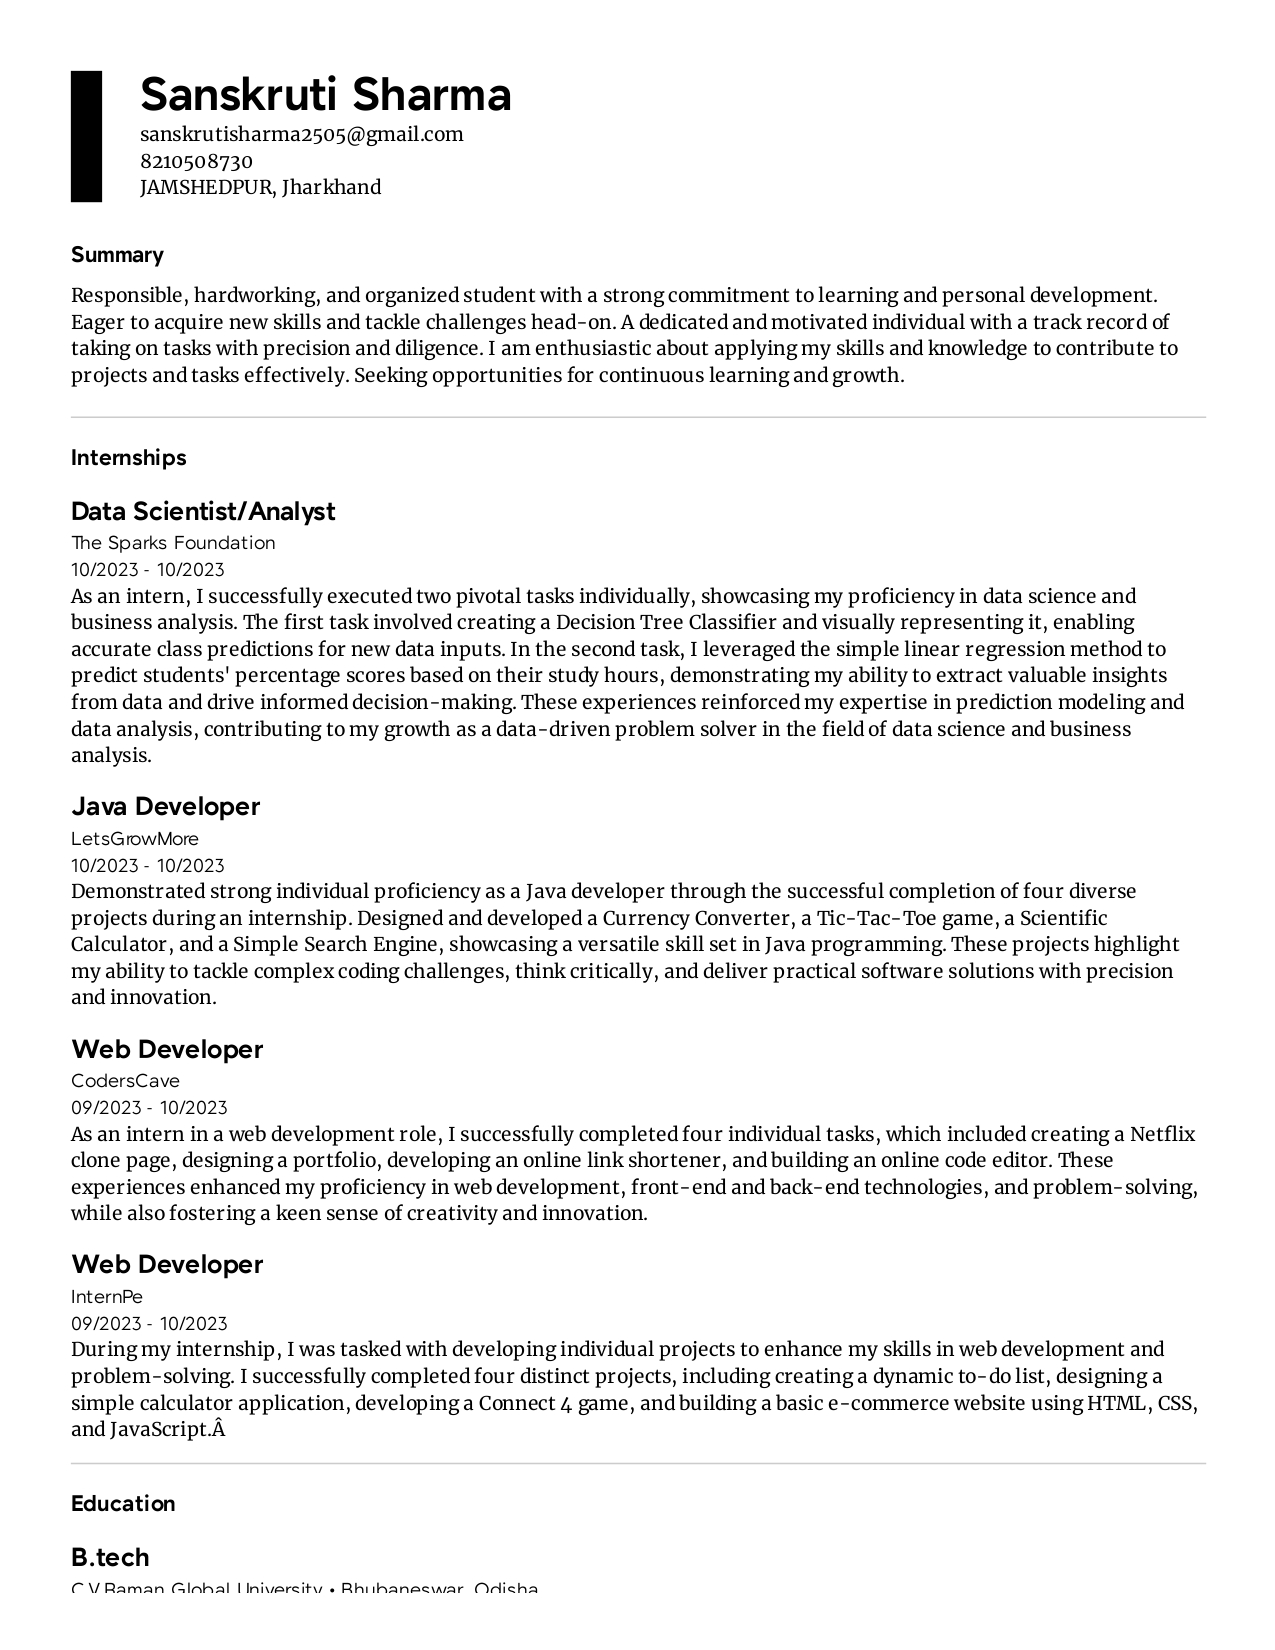 Sanskruti Sharma
sanskrutisharma2505@gmail.com
8210508730
JAMSHEDPUR, Jharkhand
Summary
Responsible, hardworking, and organized student with a strong commitment to learning and personal development.
Eager to acquire new skills and tackle challenges head-on. A dedicated and motivated individual with a track record of
taking on tasks with precision and diligence. I am enthusiastic about applying my skills and knowledge to contribute to
projects and tasks effectively. Seeking opportunities for continuous learning and growth.
Internships
Data Scientist/Analyst
The Sparks Foundation
10/2023 - 10/2023
As an intern, I successfully executed two pivotal tasks individually, showcasing my proficiency in data science and
business analysis. The first task involved creating a Decision Tree Classifier and visually representing it, enabling
accurate class predictions for new data inputs. In the second task, I leveraged the simple linear regression method to
predict students' percentage scores based on their study hours, demonstrating my ability to extract valuable insights
from data and drive informed decision-making. These experiences reinforced my expertise in prediction modeling and
data analysis, contributing to my growth as a data-driven problem solver in the field of data science and business
analysis.
Java Developer
LetsGrowMore
10/2023 - 10/2023
Demonstrated strong individual proficiency as a Java developer through the successful completion of four diverse
projects during an internship. Designed and developed a Currency Converter, a Tic-Tac-Toe game, a Scientific
Calculator, and a Simple Search Engine, showcasing a versatile skill set in Java programming. These projects highlight
my ability to tackle complex coding challenges, think critically, and deliver practical software solutions with precision
and innovation.
Web Developer
CodersCave
09/2023 - 10/2023
As an intern in a web development role, I successfully completed four individual tasks, which included creating a Netflix
clone page, designing a portfolio, developing an online link shortener, and building an online code editor. These
experiences enhanced my proficiency in web development, front-end and back-end technologies, and problem-solving,
while also fostering a keen sense of creativity and innovation.
Web Developer
InternPe
09/2023 - 10/2023
During my internship, I was tasked with developing individual projects to enhance my skills in web development and
problem-solving. I successfully completed four distinct projects, including creating a dynamic to-do list, designing a
simple calculator application, developing a Connect 4 game, and building a basic e-commerce website using HTML, CSS,
and JavaScript.Â
Education
B.tech
C.V.Raman Global University • Bhubaneswar, Odisha